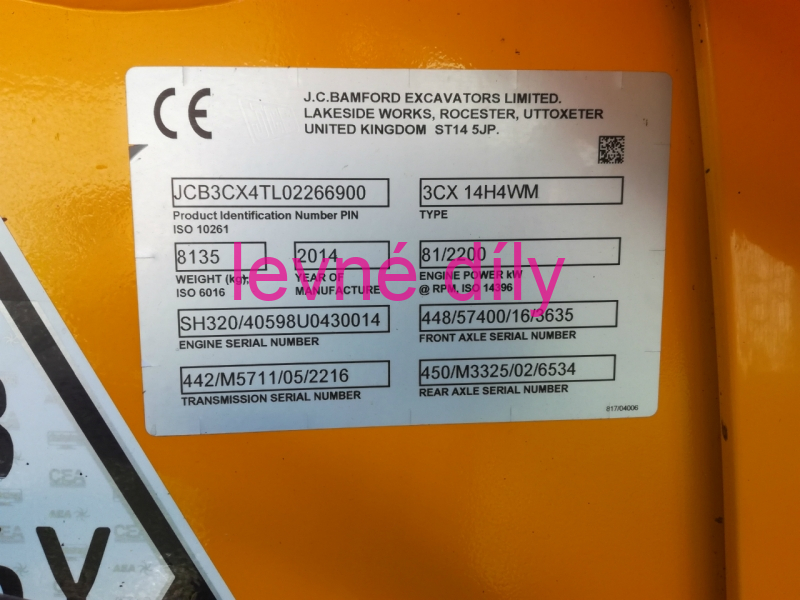 CE
J.C.BAMFORD EXCAVATORS LIMITED.
LAKESIDE WORKS, ROCESTER, UTTOXETER
UNITED KINGDOM ST14 5JP.
JCB3CX4TL02266900
Product Identification Number PIN
ISO 10261
3CX 14H4WM
TYPE
8135
WEIGHT (kg),
ISO 6016
2014
YEAR OF
MANUFACTURE
81/2200
ENGINE POWER kW
@ RPM, ISO 14396
levné díly
SH320/40598U0430014
ENGINE SERIAL NUMBER
448/57400/16/3635
FRONT AXLE SERIAL NUMBER
442/M5711/05/2216
TRANSMISSION SERIAL NUMBER
450/M3325/02/6534
REAR AXLE SERIAL NUMBER
817/04006
CEA